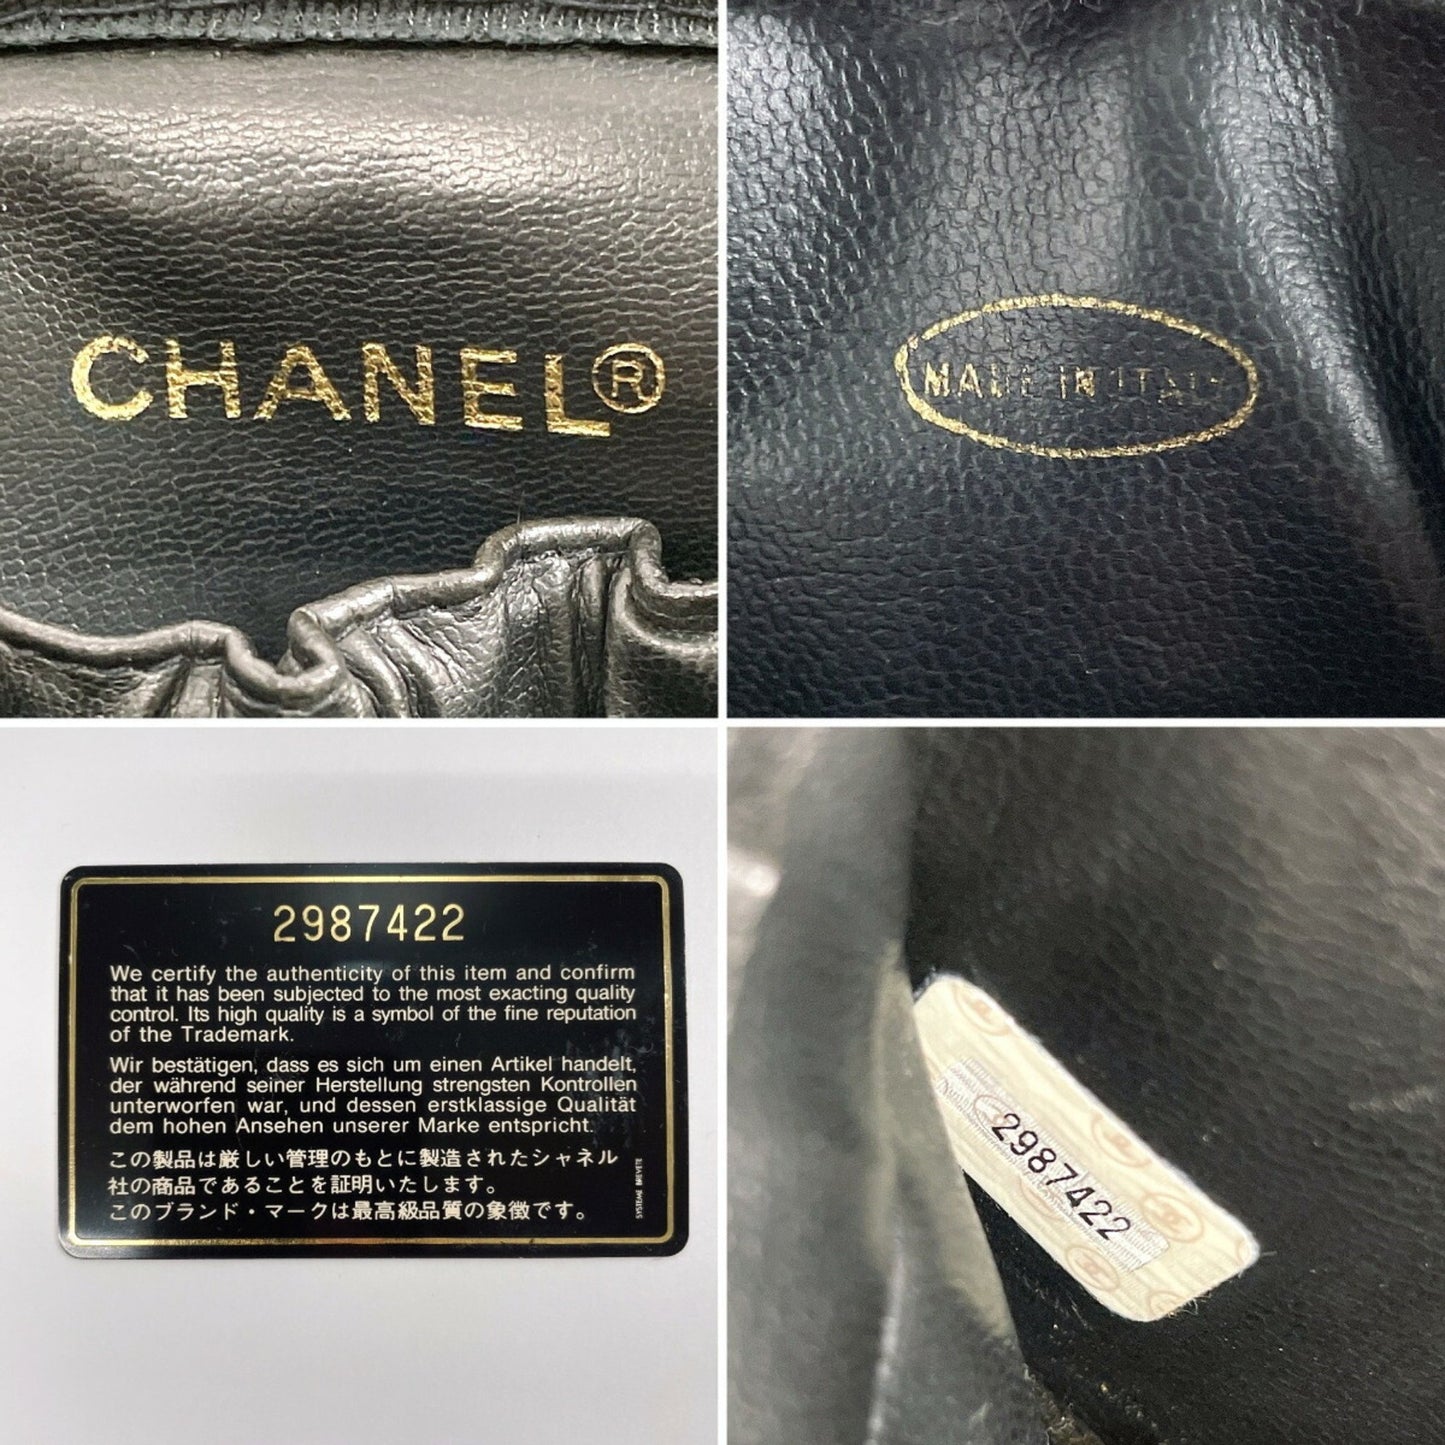 CHANEL®
MADE IN ITALY
2987422
We certify the authenticity of this item and confirm
that it has been subjected to the most exacting quality
control. Its high quality is a symbol of the fine reputation
of the Trademark.
Wir bestätigen, dass es sich um einen Artikel handelt,
der während seiner Herstellung strengsten Kontrollen
unterworfen war, und dessen erstklassige Qualität
dem hohen Ansehen unserer Marke entspricht.
この製品は厳しい管理のもとに製造されたシャネル
社の商品であることを証明いたします。
このブランド・マークは最高級品質の象徴です。
SYSTEME BREVETE
2987422